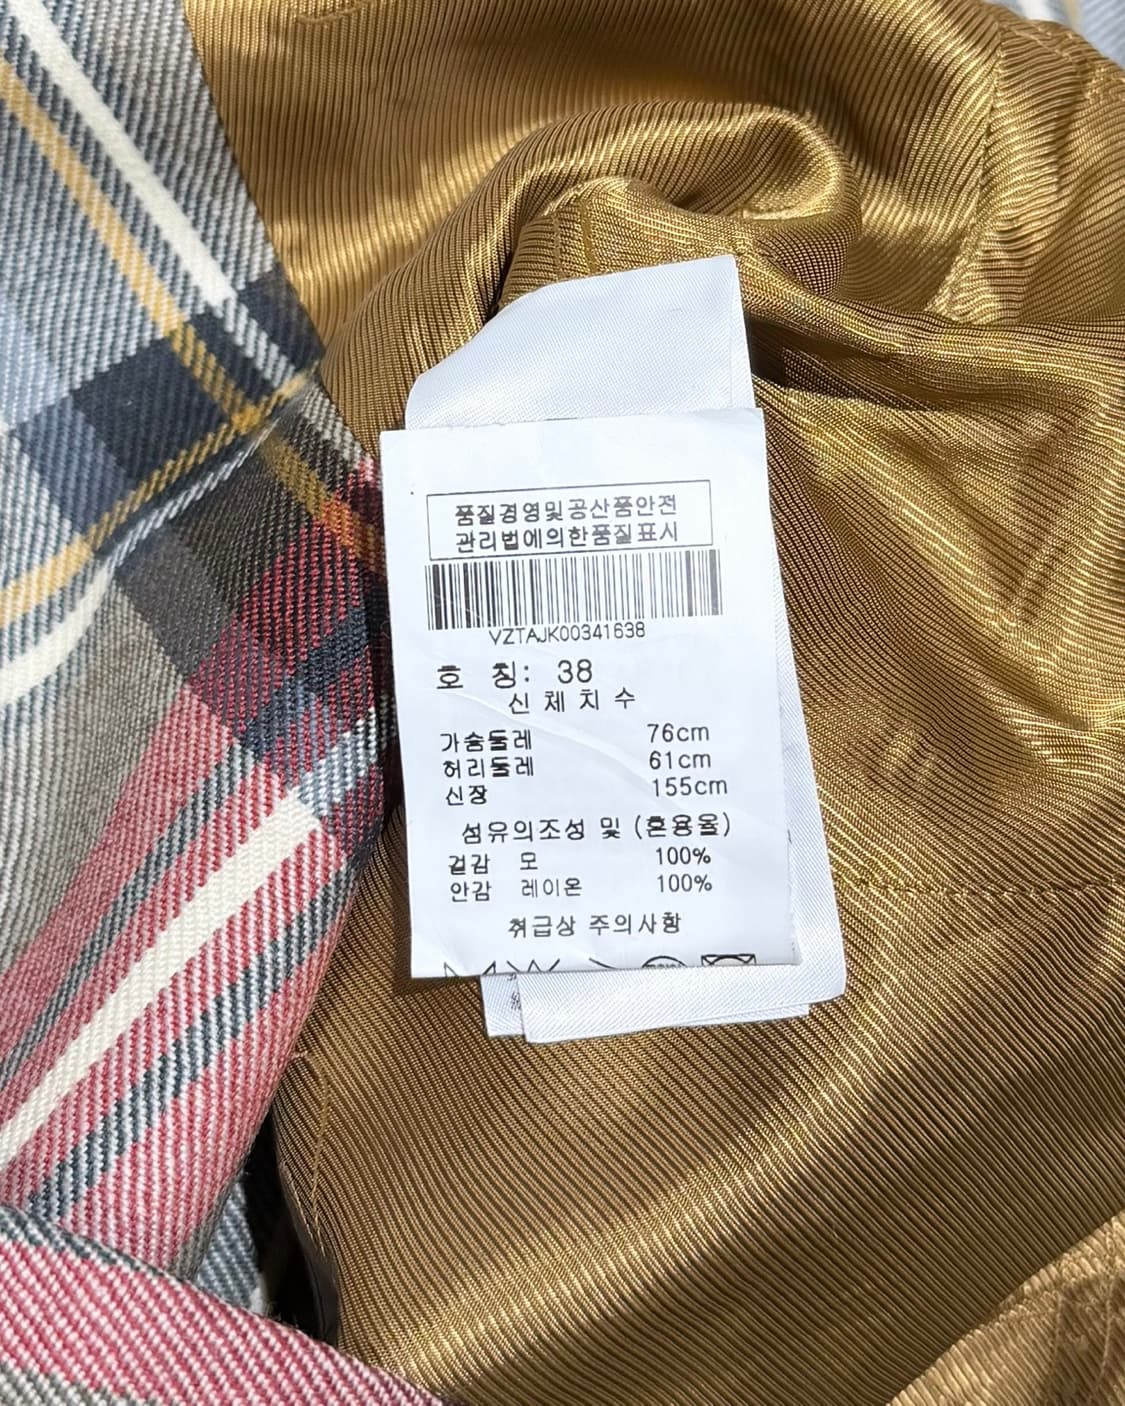 품질경영및공산품안전
관리법에의한품질표시
VZTAJK00341638
호 칭: 38
신체치수
가슴둘레 76cm
허리둘레 61cm
신장 155cm
섬유의조성 및 (혼용율)
겉감 모 100%
안감 레이온 100%
취급상 주의사항